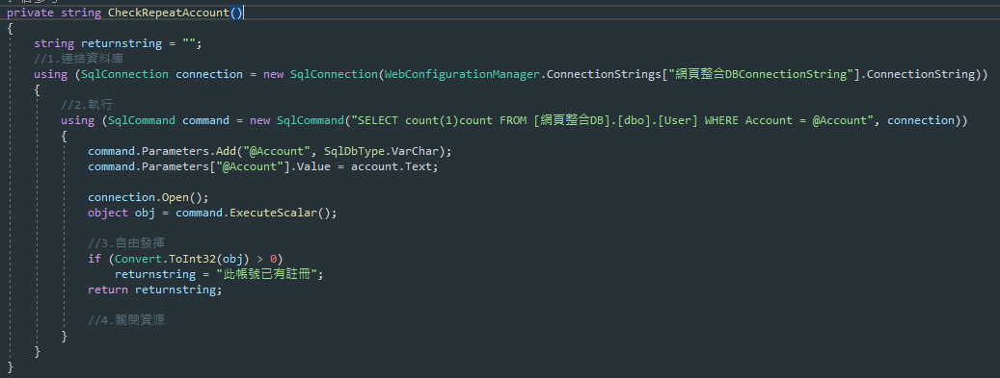 private string CheckRepeatAccount()
{
string returnstring = "";
//1.連結資料庫
using (SqlConnection connection = new SqlConnection(WebConfigurationManager.ConnectionStrings["網頁整合DBConnectionString"].ConnectionString))
{
//2.執行
using (SqlCommand command = new SqlCommand("SELECT count(1)count FROM [網頁整合DB].[dbo].[User] WHERE Account = @Account", connection))
{
command.Parameters.Add("@Account", SqlDbType.VarChar);
command.Parameters["@Account"].Value = account.Text;
connection.Open();
object obj = command.ExecuteScalar();
//3.自由發揮
if (Convert.ToInt32(obj) > 0)
returnstring = "此帳號已有註冊";
return returnstring;
//4.關閉資源
}
}
}